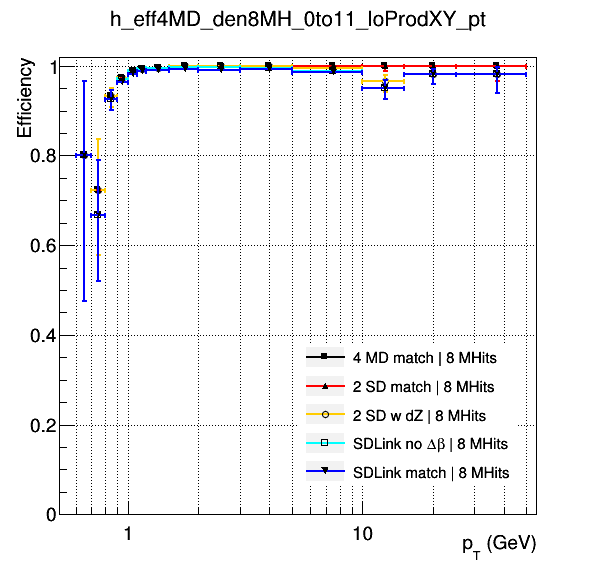 h_eff4MD_den8MH_0to11_loProdXY_pt
Efficiency
1
0.8
0.6
0.4
0.2
0
4 MD match | 8 MHits
2 SD match | 8 MHits
2 SD w dZ | 8 MHits
SDLink no Δβ | 8 MHits
SDLink match | 8 MHits
1
10
p_T (GeV)